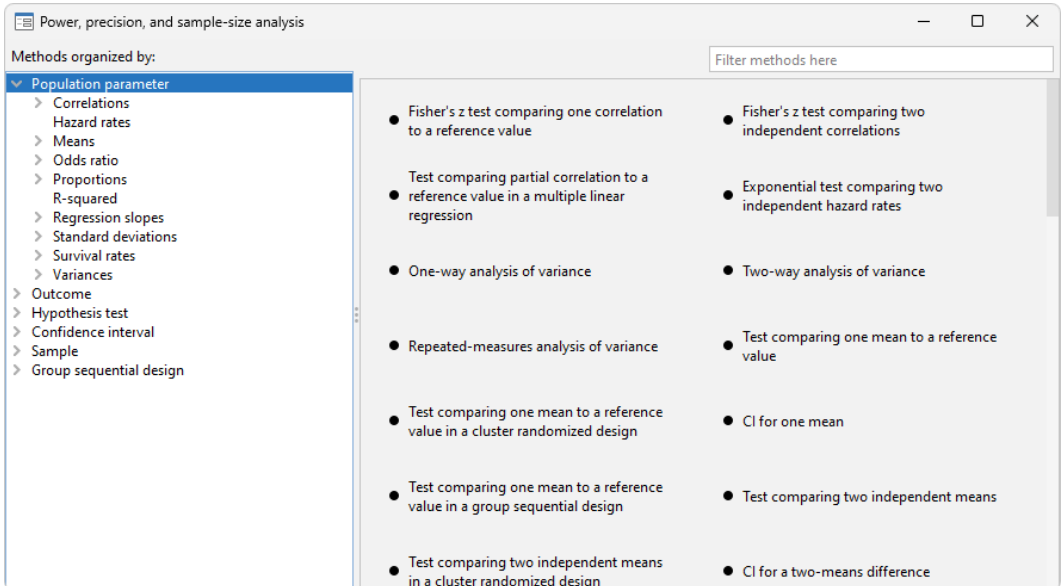 Power, precision, and sample-size analysis
Methods organized by:
Filter methods here
Population parameter
Correlations
Hazard rates
Means
Odds ratio
Proportions
R-squared
Regression slopes
Standard deviations
Survival rates
Variances
Outcome
Hypothesis test
Confidence interval
Sample
Group sequential design
Fisher's z test comparing one correlation
to a reference value
Fisher's z test comparing two
independent correlations
Test comparing partial correlation to a
reference value in a multiple linear
regression
Exponential test comparing two
independent hazard rates
One-way analysis of variance
Two-way analysis of variance
Repeated-measures analysis of variance
Test comparing one mean to a reference
value
Test comparing one mean to a reference
value in a cluster randomized design
CI for one mean
Test comparing one mean to a reference
value in a group sequential design
Test comparing two independent means
Test comparing two independent means
in a cluster randomized design
CI for a two-means difference